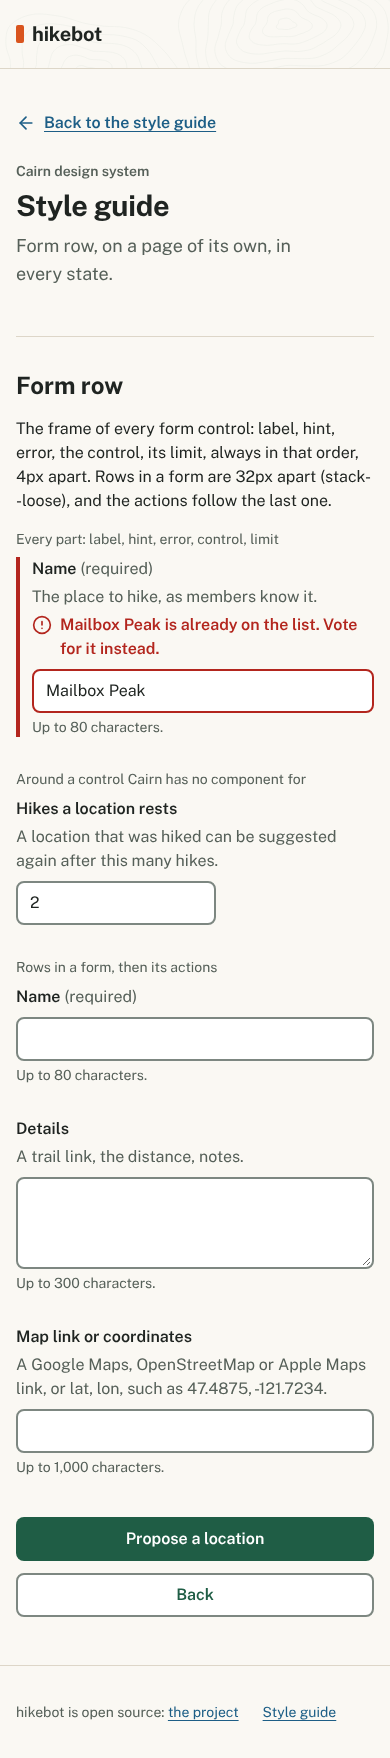 hikebot
Back to the style guide
Cairn design system
Style guide
Form row, on a page of its own, in
every state.
Form row
The frame of every form control: label, hint,
error, the control, its limit, always in that order,
4px apart. Rows in a form are 32px apart (stack-
-loose), and the actions follow the last one.
Every part: label, hint, error, control, limit
Name (required)
The place to hike, as members know it.
Mailbox Peak is already on the list. Vote
for it instead.
Mailbox Peak
Up to 80 characters.
Around a control Cairn has no component for
Hikes a location rests
A location that was hiked can be suggested
again after this many hikes.
2
Rows in a form, then its actions
Name (required)
Up to 80 characters.
Details
A trail link, the distance, notes.
Up to 300 characters.
Map link or coordinates
A Google Maps, OpenStreetMap or Apple Maps
link, or lat, lon, such as 47.4875, -121.7234.
Up to 1,000 characters.
Propose a location
Back
hikebot is open source: the project Style guide